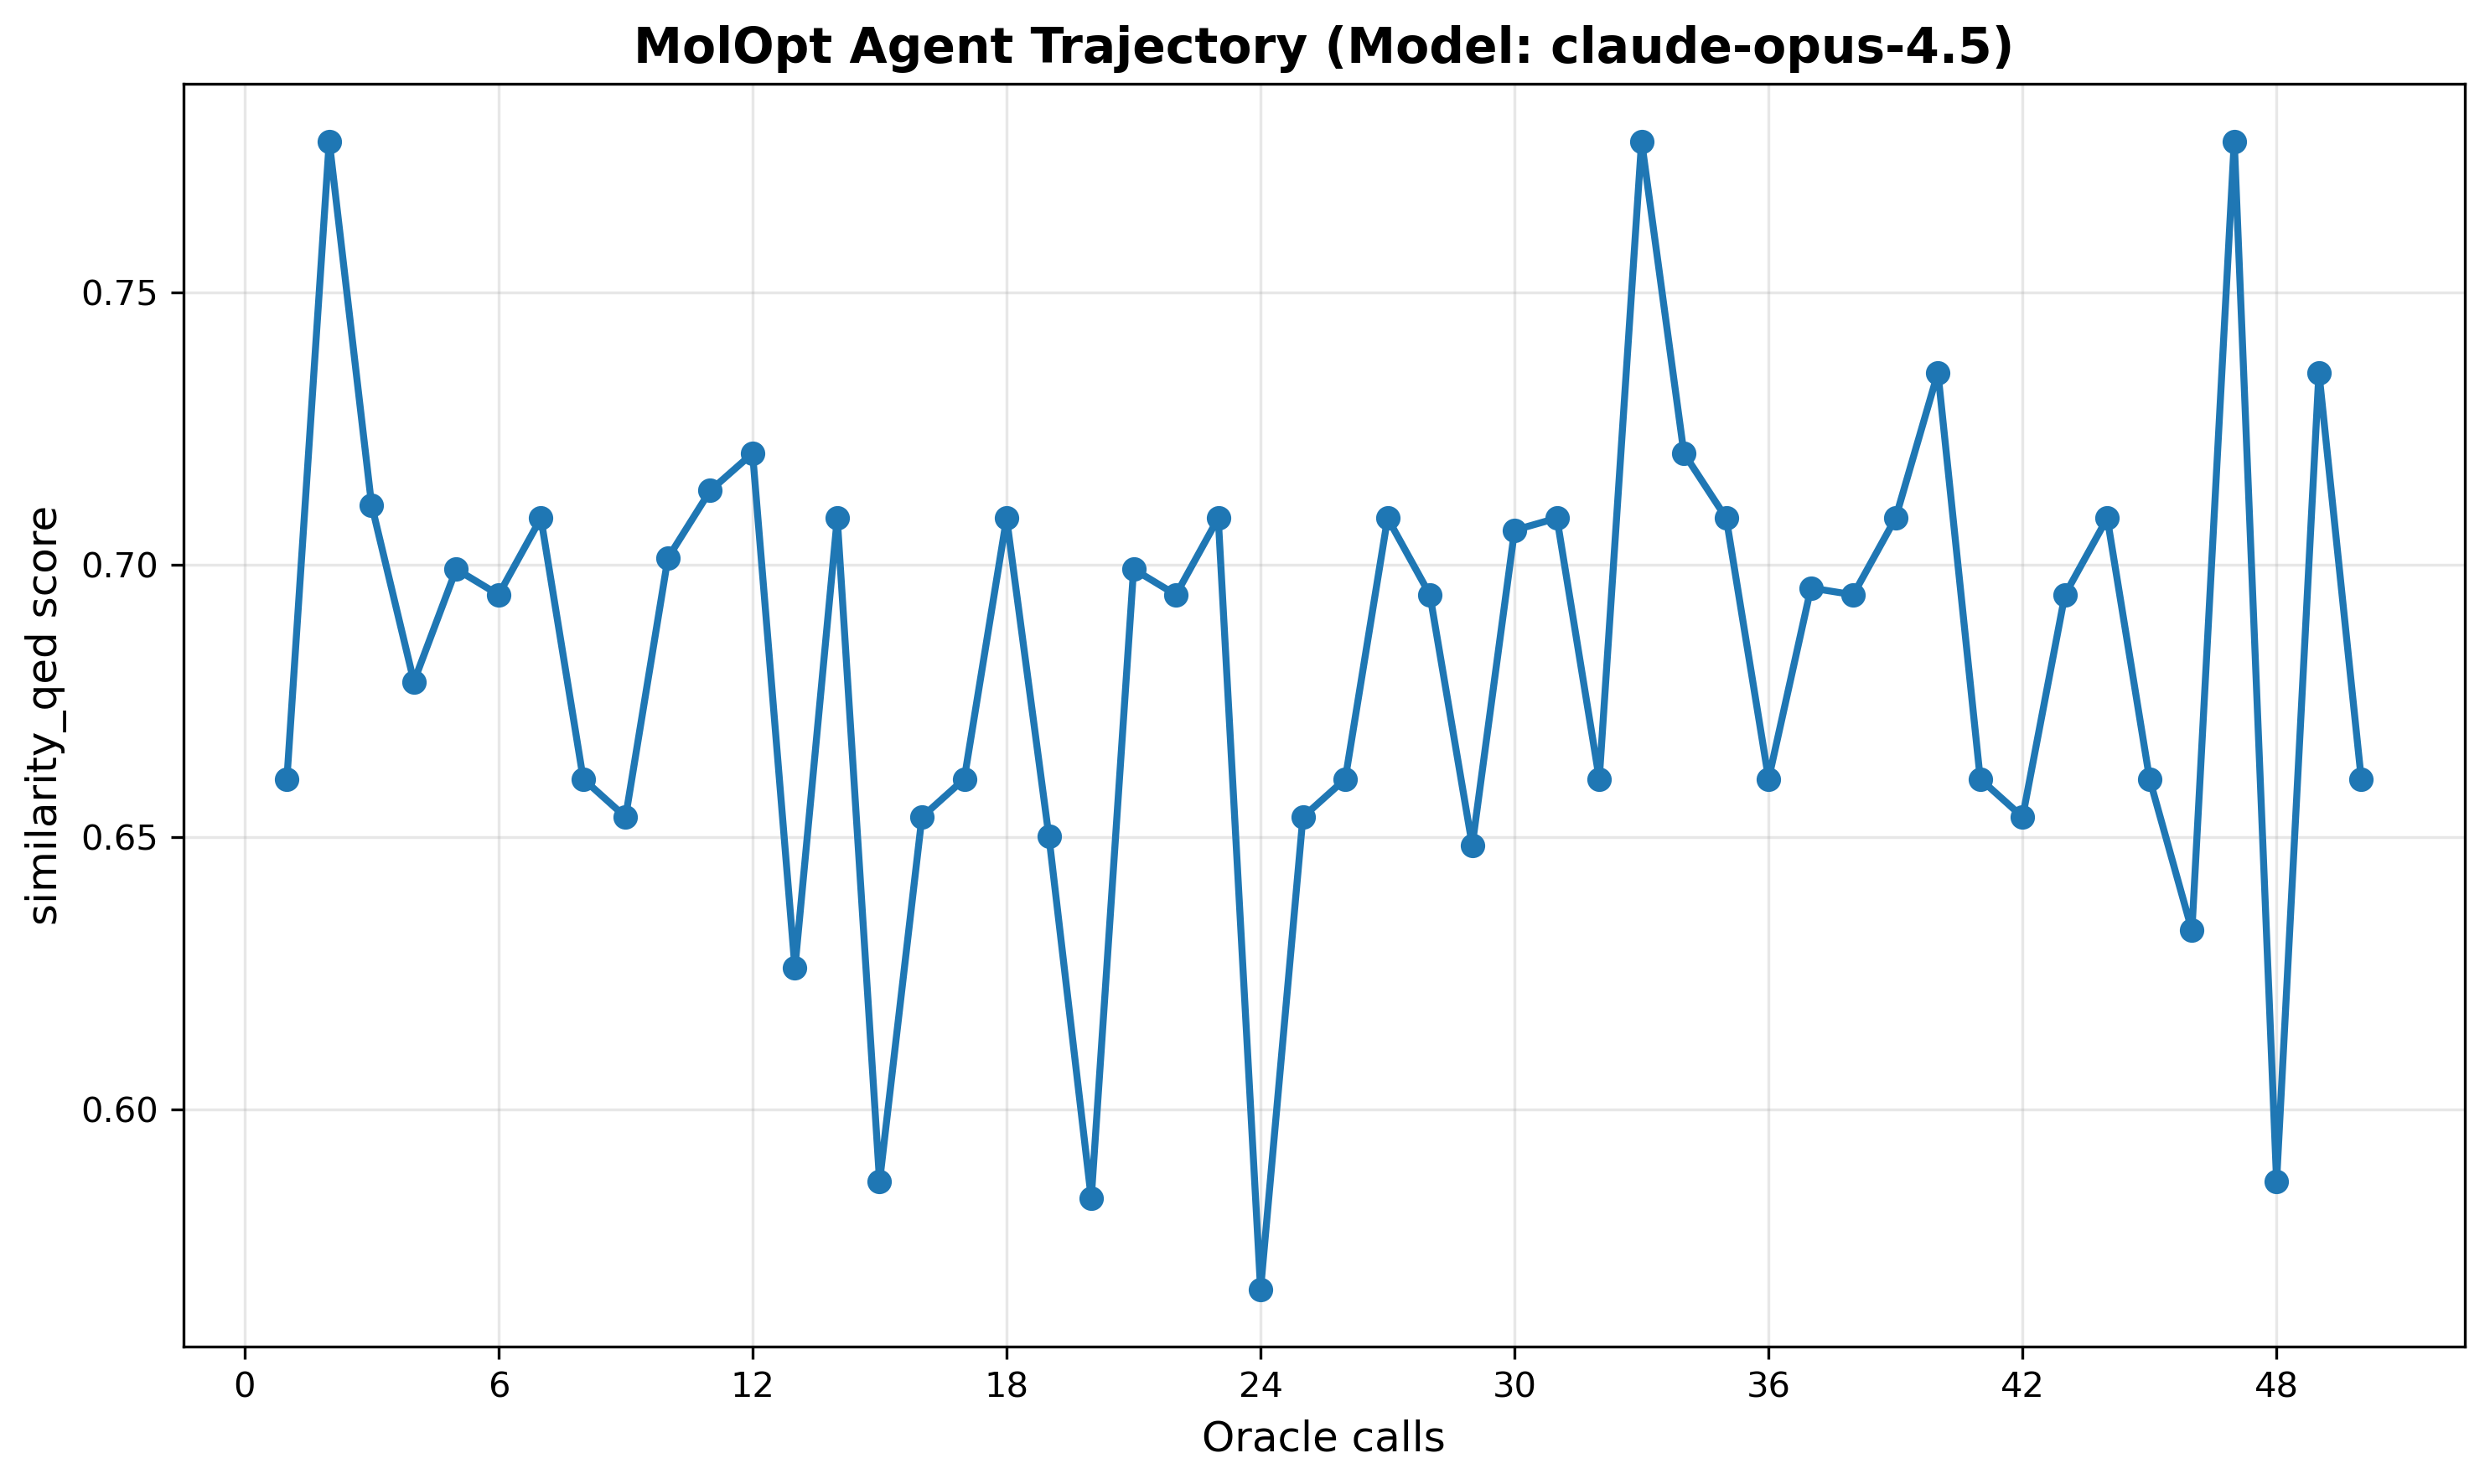 MolOpt Agent Trajectory (Model: claude-opus-4.5)
similarity_qed score
0.75
0.70
0.65
0.60
0 6 12 18 24 30 36 42 48
Oracle calls